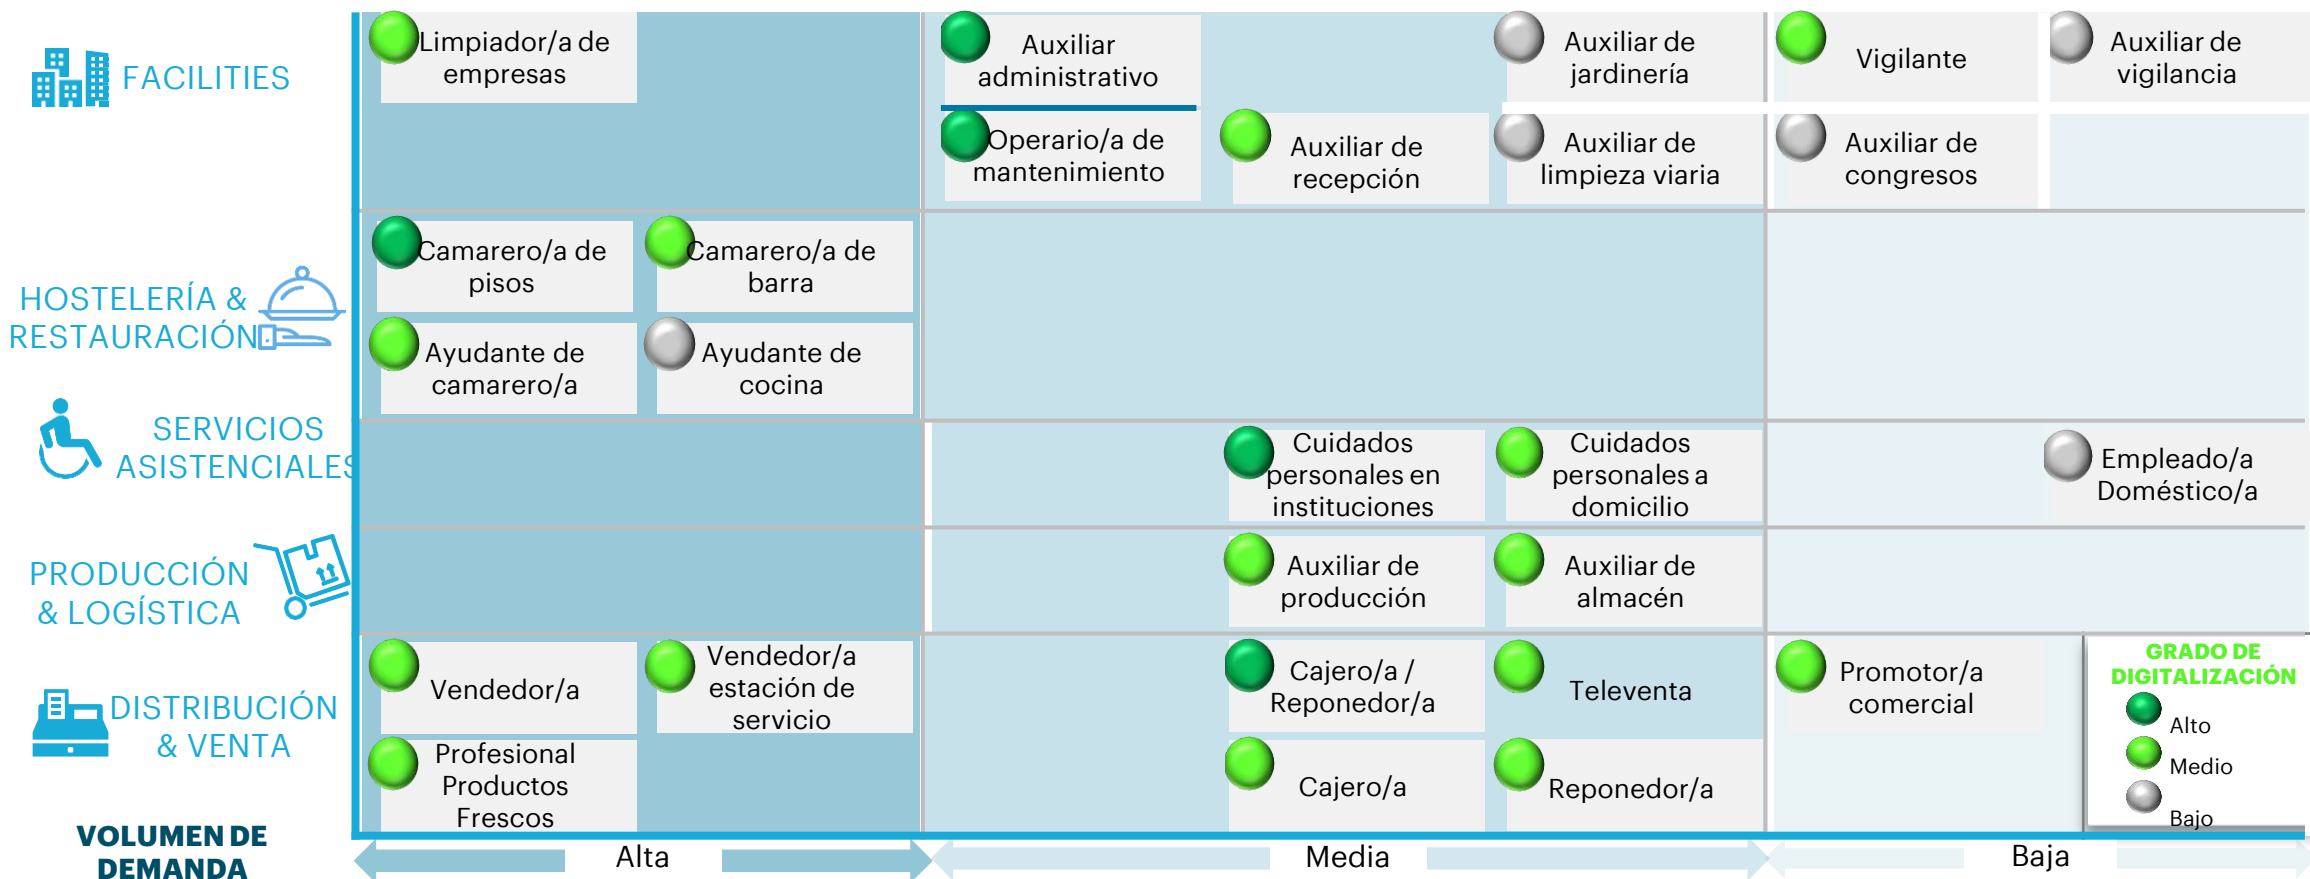 FACILITIES
Limpiador/a de
empresas
Auxiliar
administrativo
Auxiliar de
jardinería
Vigilante
Auxiliar de
vigilancia
Operario/a de
mantenimiento
Auxiliar de
recepción
Auxiliar de
limpieza viaria
Auxiliar de
congresos
HOSTELERÍA &
RESTAURACIÓN
Camarero/a de
pisos
Camarero/a de
barra
Ayudante de
camarero/a
Ayudante de
cocina
SERVICIOS
ASISTENCIALES
Cuidados
personales en
instituciones
Cuidados
personales a
domicilio
Empleado/a
Doméstico/a
PRODUCCIÓN
& LOGÍSTICA
Auxiliar de
producción
Auxiliar de
almacén
DISTRIBUCIÓN
& VENTA
Vendedor/a
Vendedor/a
estación de
servicio
Cajero/a /
Reponedor/a
Televenta
Promotor/a
comercial
Profesional
Productos
Frescos
Cajero/a
Reponedor/a
GRADO DE
DIGITALIZACIÓN
Alto
Medio
Bajo
VOLUMEN DE
DEMANDA
Alta
Media
Baja